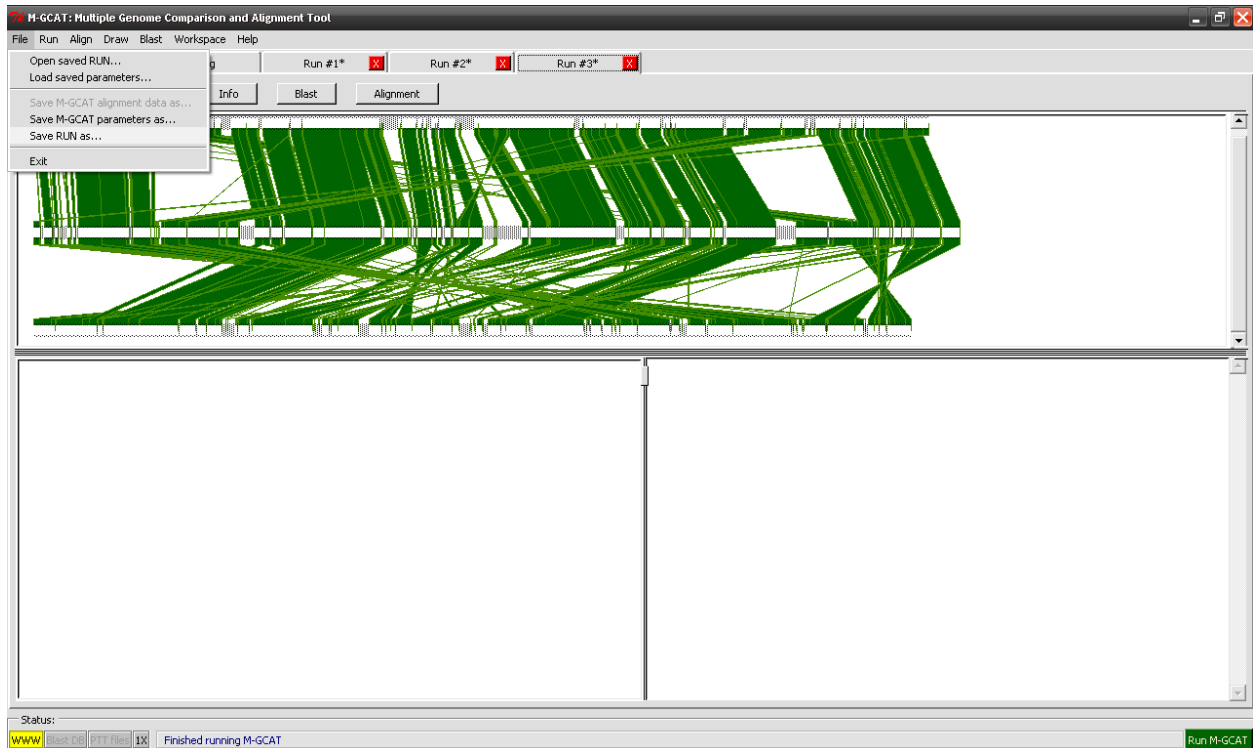 M-GCAT: Multiple Genome Comparison and Alignment Tool
File Run Align Draw Blast Workspace Help
Open saved RUN...
Load saved parameters...
Save M-GCAT alignment data as...
Save M-GCAT parameters as...
Save RUN as...
Exit
g Run #1* X Run #2* X Run #3* X
Info Blast Alignment
Status:
WWW Blast DB PTT files 1X Finished running M-GCAT Run M-GCAT